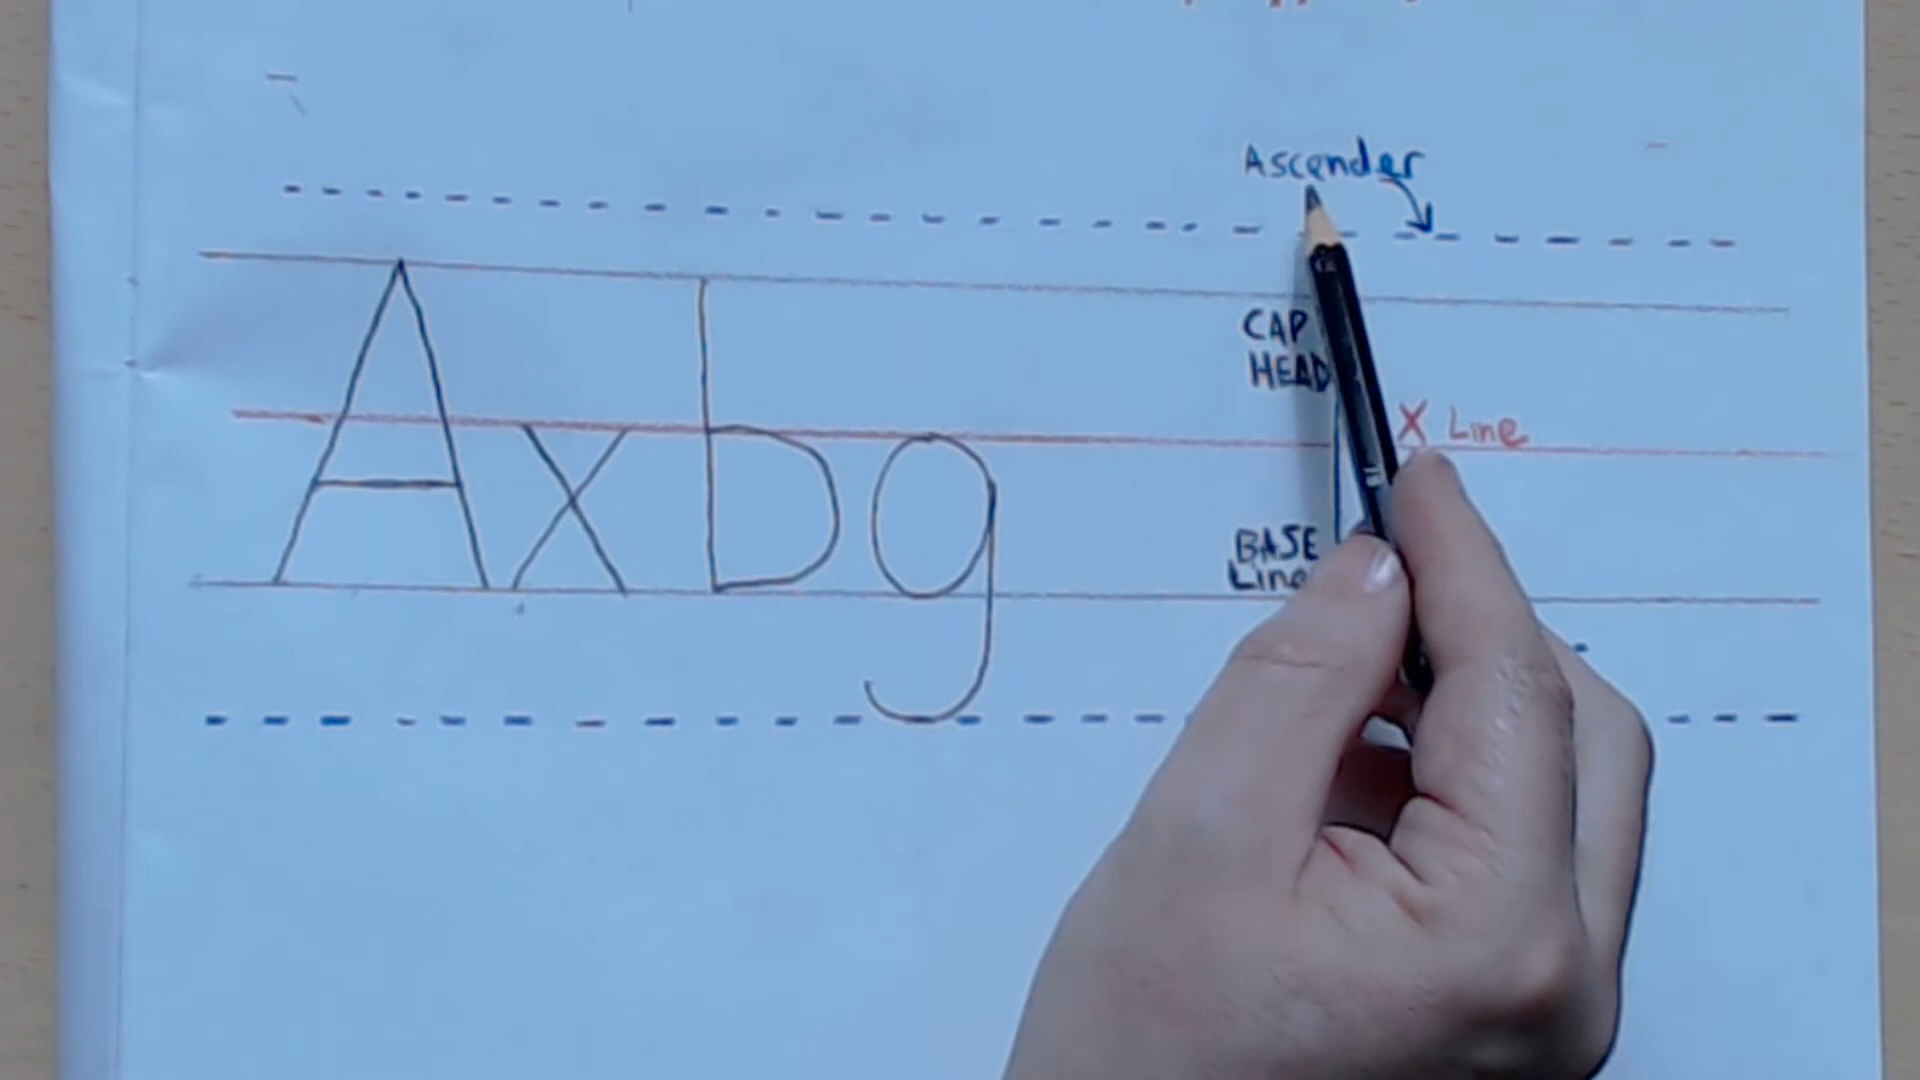 Ascender
CAP
HEAD
X Line
Axbg
BASE
Line